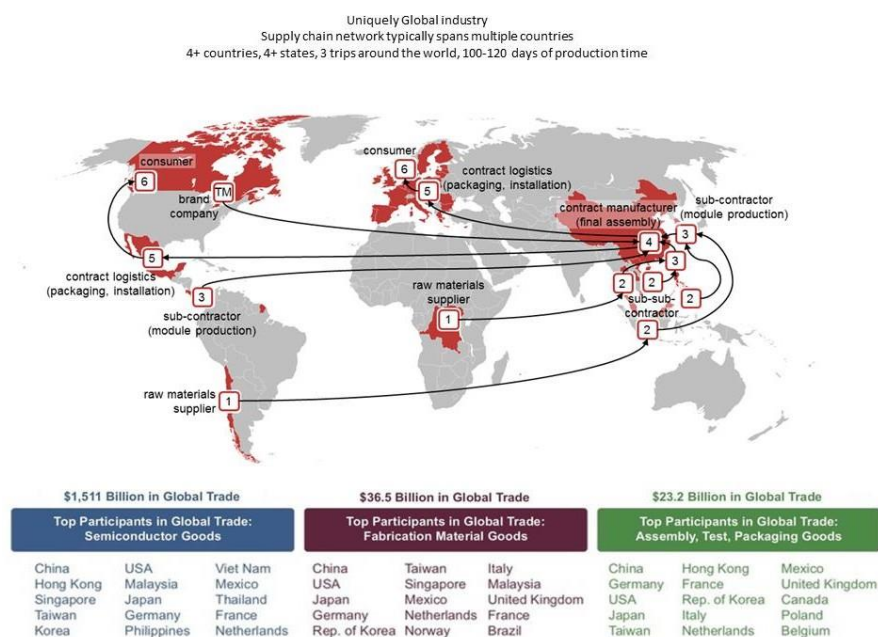 Uniquely Global industry
Supply chain network typically spans multiple countries
4+ countries, 4+ states, 3 trips around the world, 100-120 days of production time
consumer
6
TM
brand
company
consumer
6
5
contract logistics
(packaging, installation)
contract manufacturer
(final assembly)
4
sub-contractor
(module production)
3
3
5
contract logistics
(packaging, installation)
3
sub-contractor
(module production)
raw materials
supplier
1
2
2
2
sub-sub-
contractor
2
raw materials
supplier
1
$1,511 Billion in Global Trade
Top Participants in Global Trade:
Semiconductor Goods
China USA Viet Nam
Hong Kong Malaysia Mexico
Singapore Japan Thailand
Taiwan Germany France
Korea Philippines Netherlands
$36.5 Billion in Global Trade
Top Participants in Global Trade:
Fabrication Material Goods
China Taiwan Italy
USA Singapore Malaysia
Japan Mexico United Kingdom
Germany Netherlands France
Rep. of Korea Norway Brazil
$23.2 Billion in Global Trade
Top Participants in Global Trade:
Assembly, Test, Packaging Goods
China Hong Kong Mexico
Germany France United Kingdom
USA Rep. of Korea Canada
Japan Italy Poland
Taiwan Netherlands Belgium